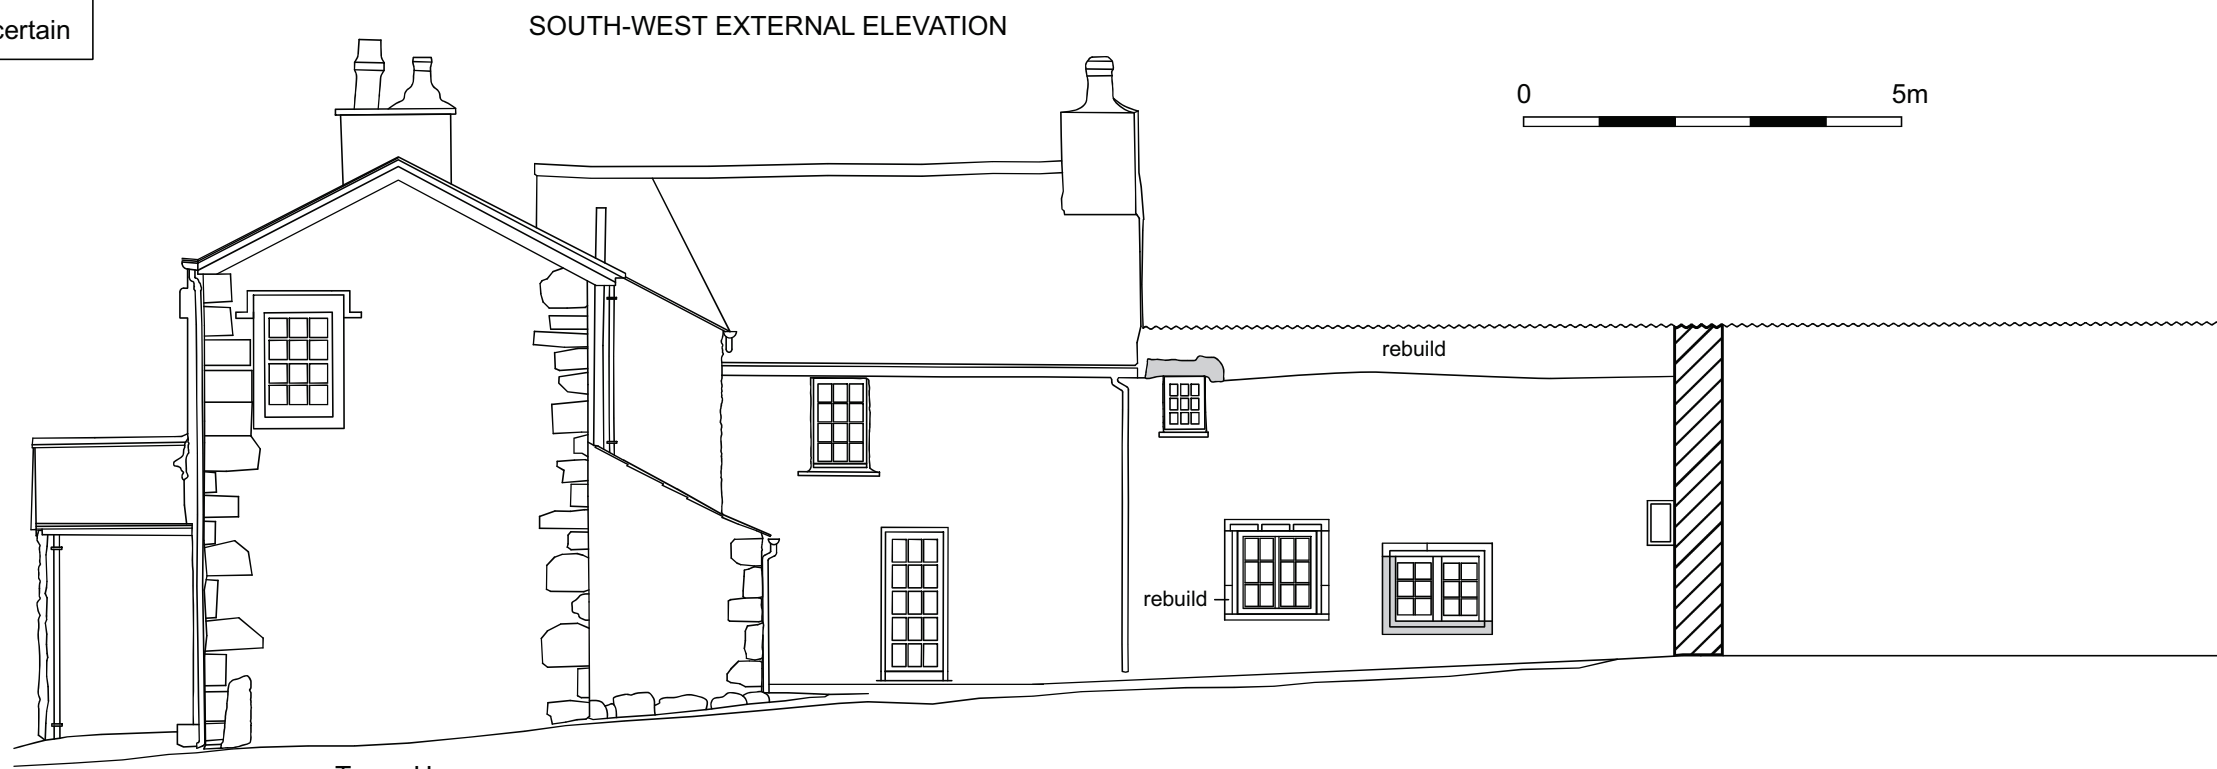 certain
SOUTH-WEST EXTERNAL ELEVATION
0 5m
rebuild
rebuild